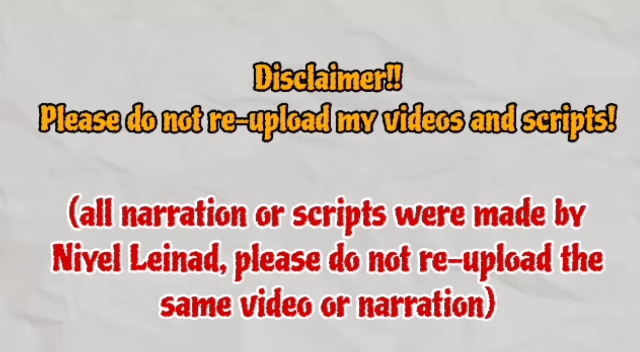 Disclaimer!!
Please do not re-upload my videos and scripts!
(all narration or scripts were made by
Nivel Leinad, please do not re-upload the
same video or narration)